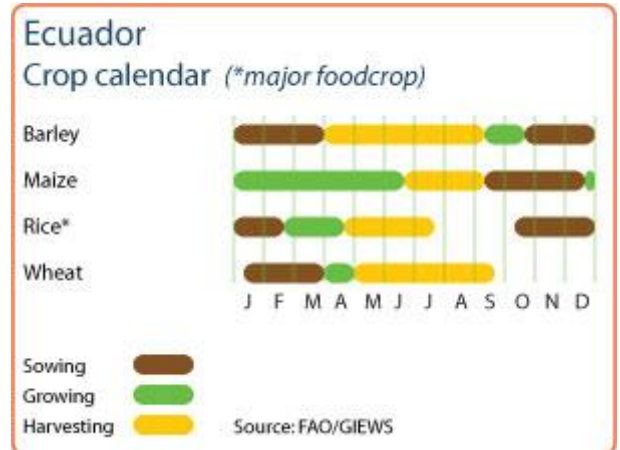 Ecuador
Crop calendar (*major foodcrop)
Barley
Maize
Rice*
Wheat
J F M A M J J A S O N D
Sowing
Growing
Harvesting
Source: FAO/GIEWS